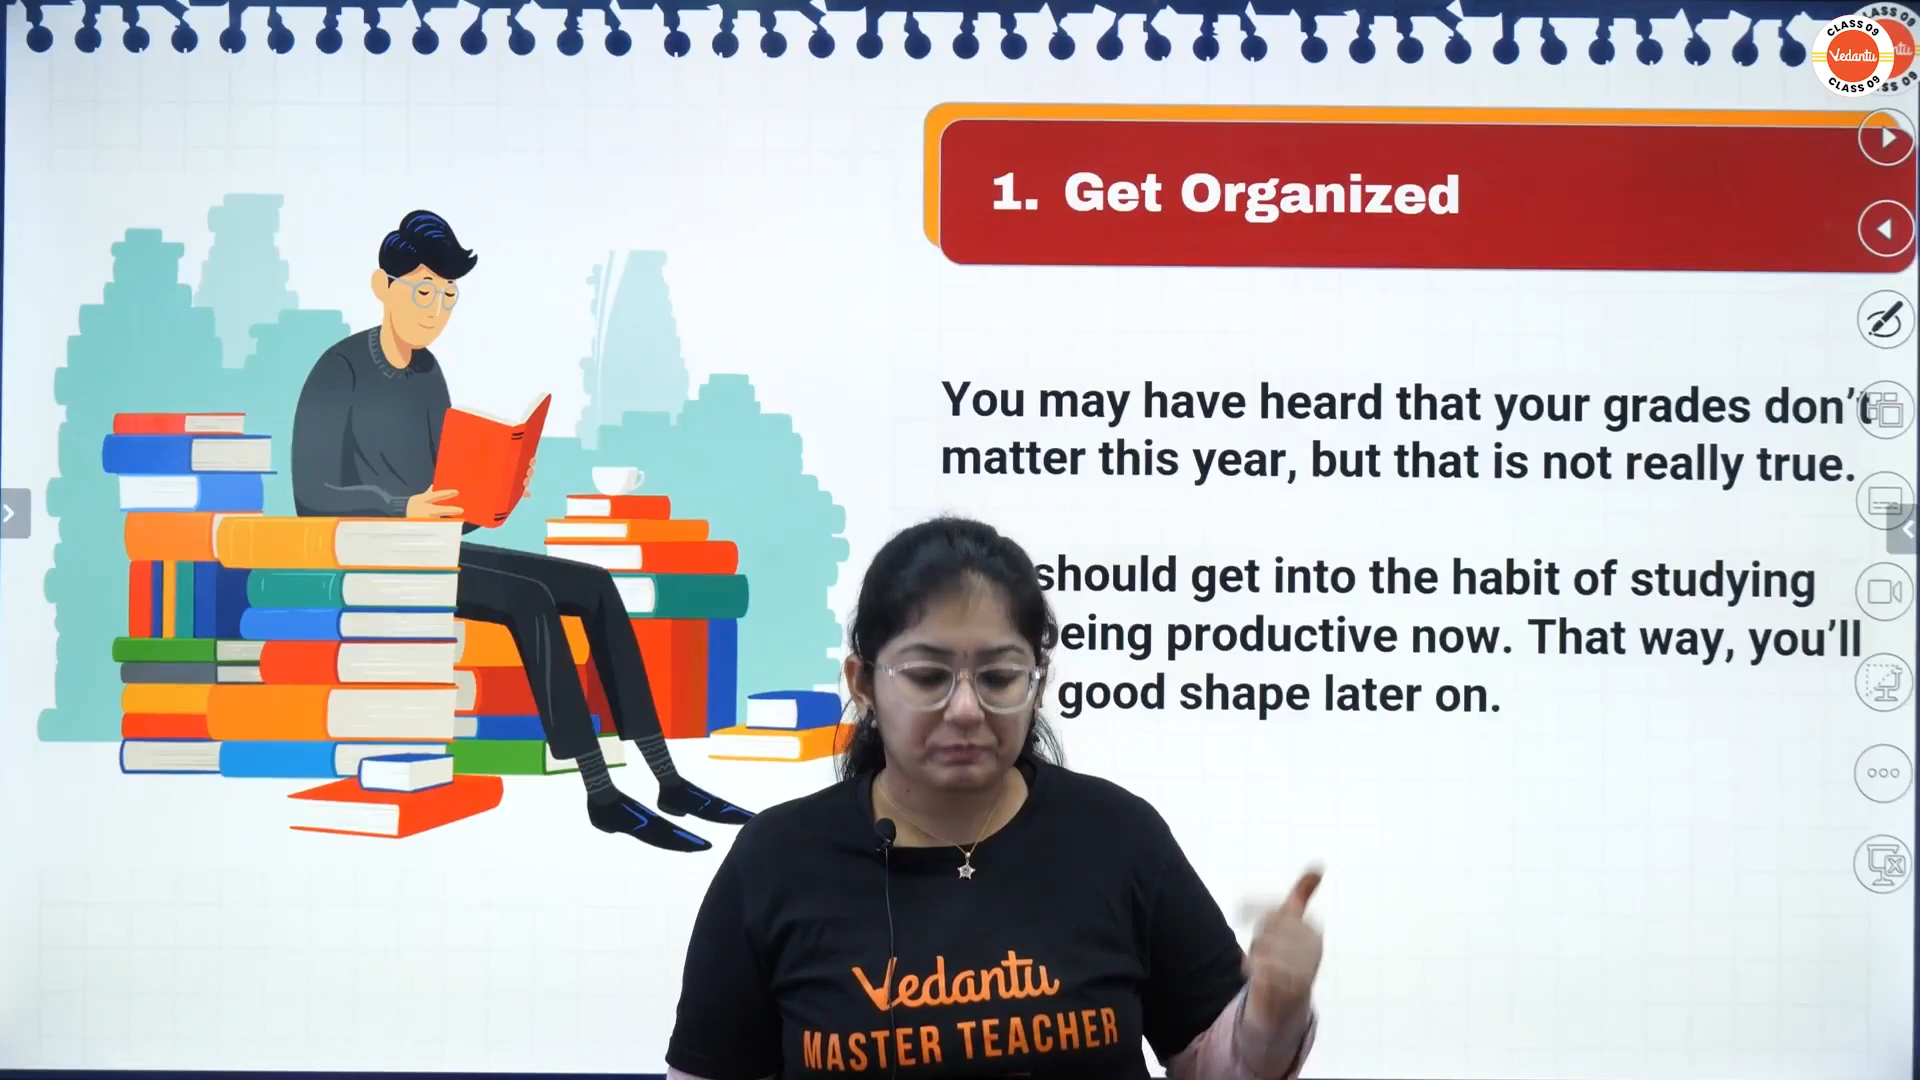 CLASS 09
Vedantu
CLASS 09
1. Get Organized
You may have heard that your grades don't
matter this year, but that is not really true.
should get into the habit of studying
being productive now. That way, you'll
good shape later on.
Vedantu
MASTER TEACHER